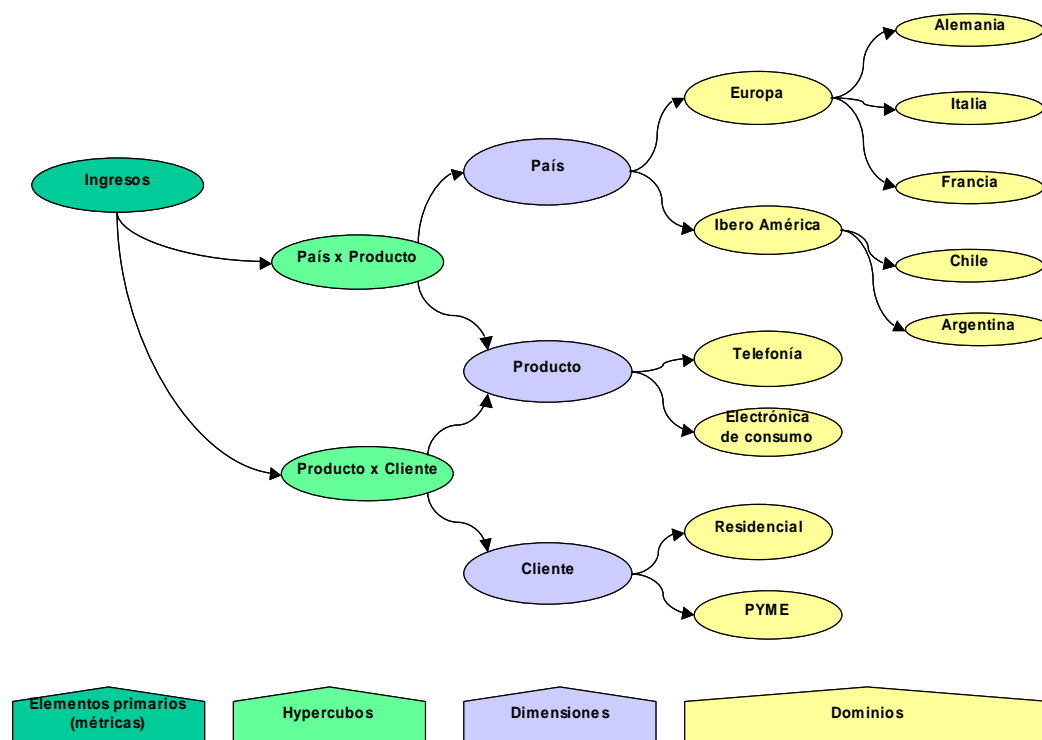 Alemania
Europa
Italia
País
Ingresos
Francia
Ibero América
País x Producto
Chile
Argentina
Telefonía
Producto
Electrónica
de consumo
Producto x Cliente
Residencial
Cliente
PYME
Elementos primarios
(métricas)
Hypercubos
Dimensiones
Dominios